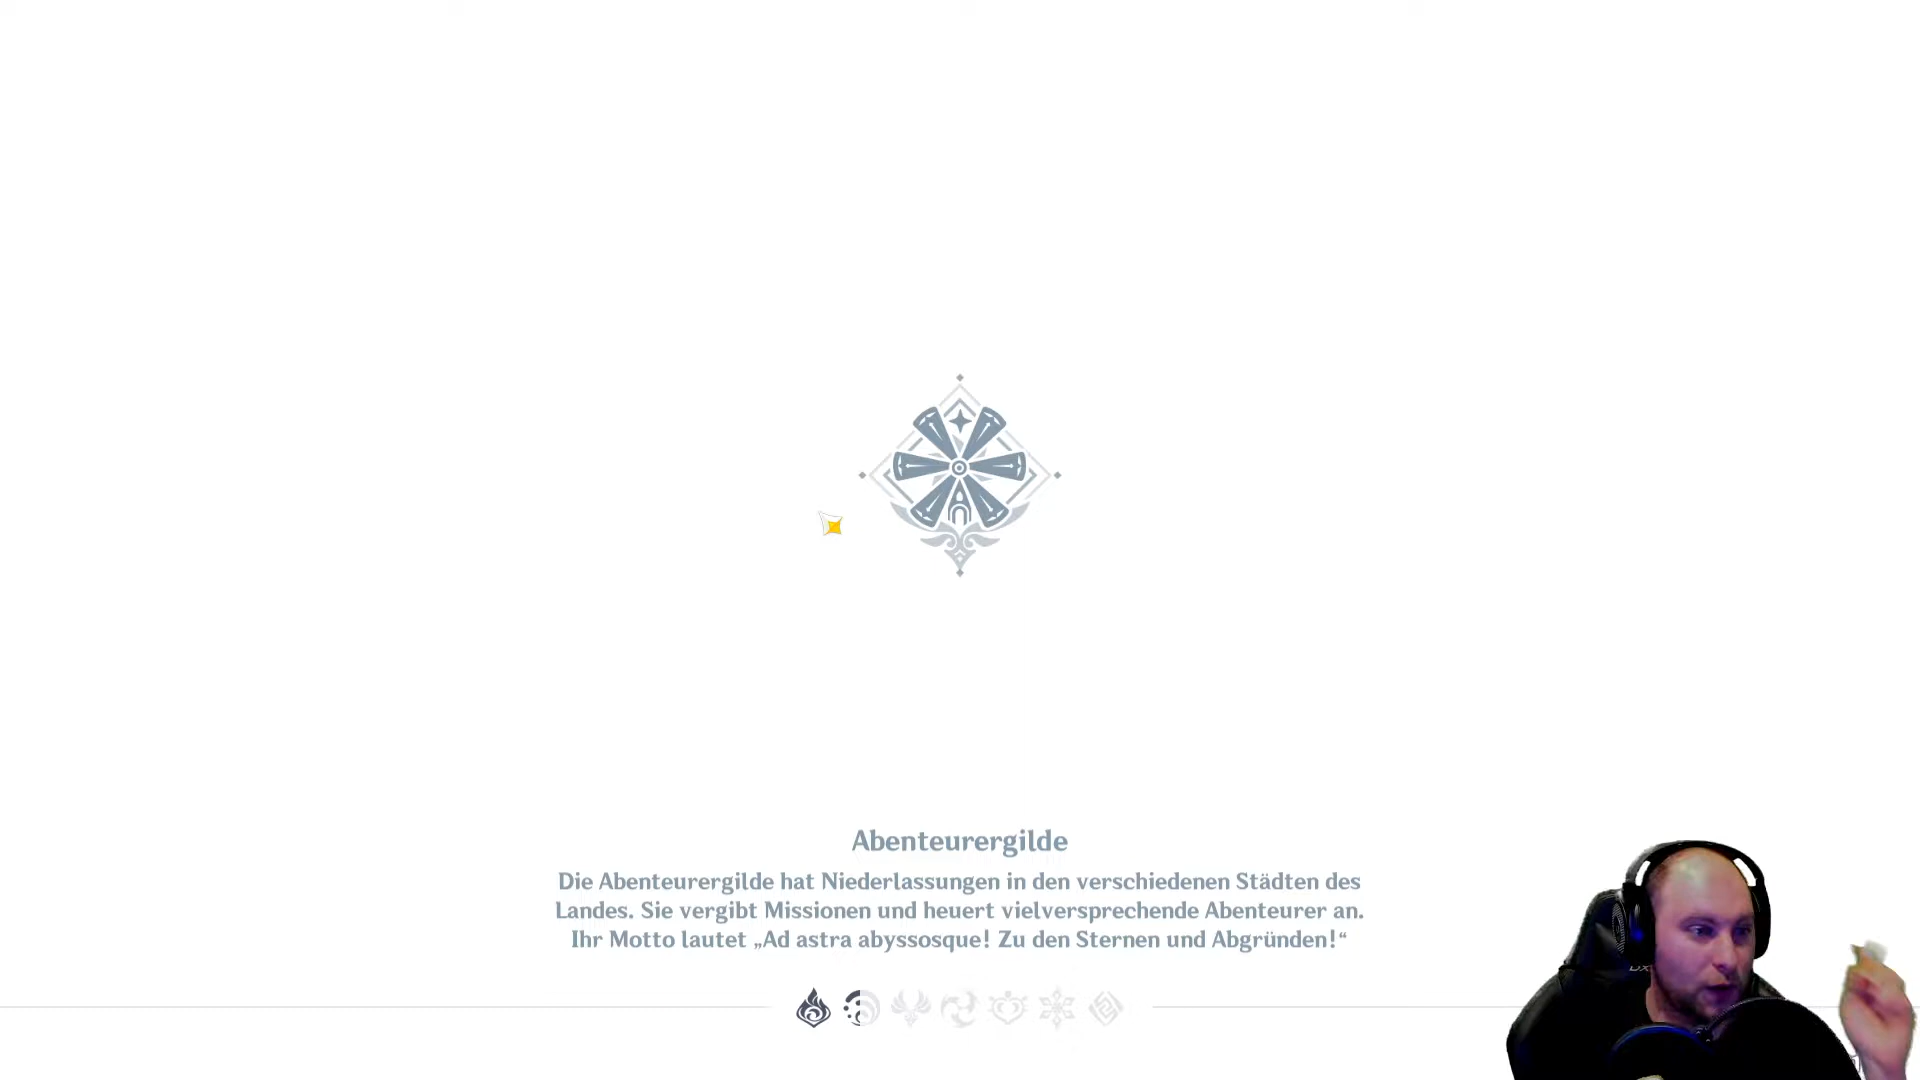 Abenteurergilde
Die Abenteurergilde hat Niederlassungen in den verschiedenen Städten des
Landes. Sie vergibt Missionen und heuert vielversprechende Abenteurer an.
Ihr Motto lautet „Ad astra abyssosque! Zu den Sternen und Abgründen!“